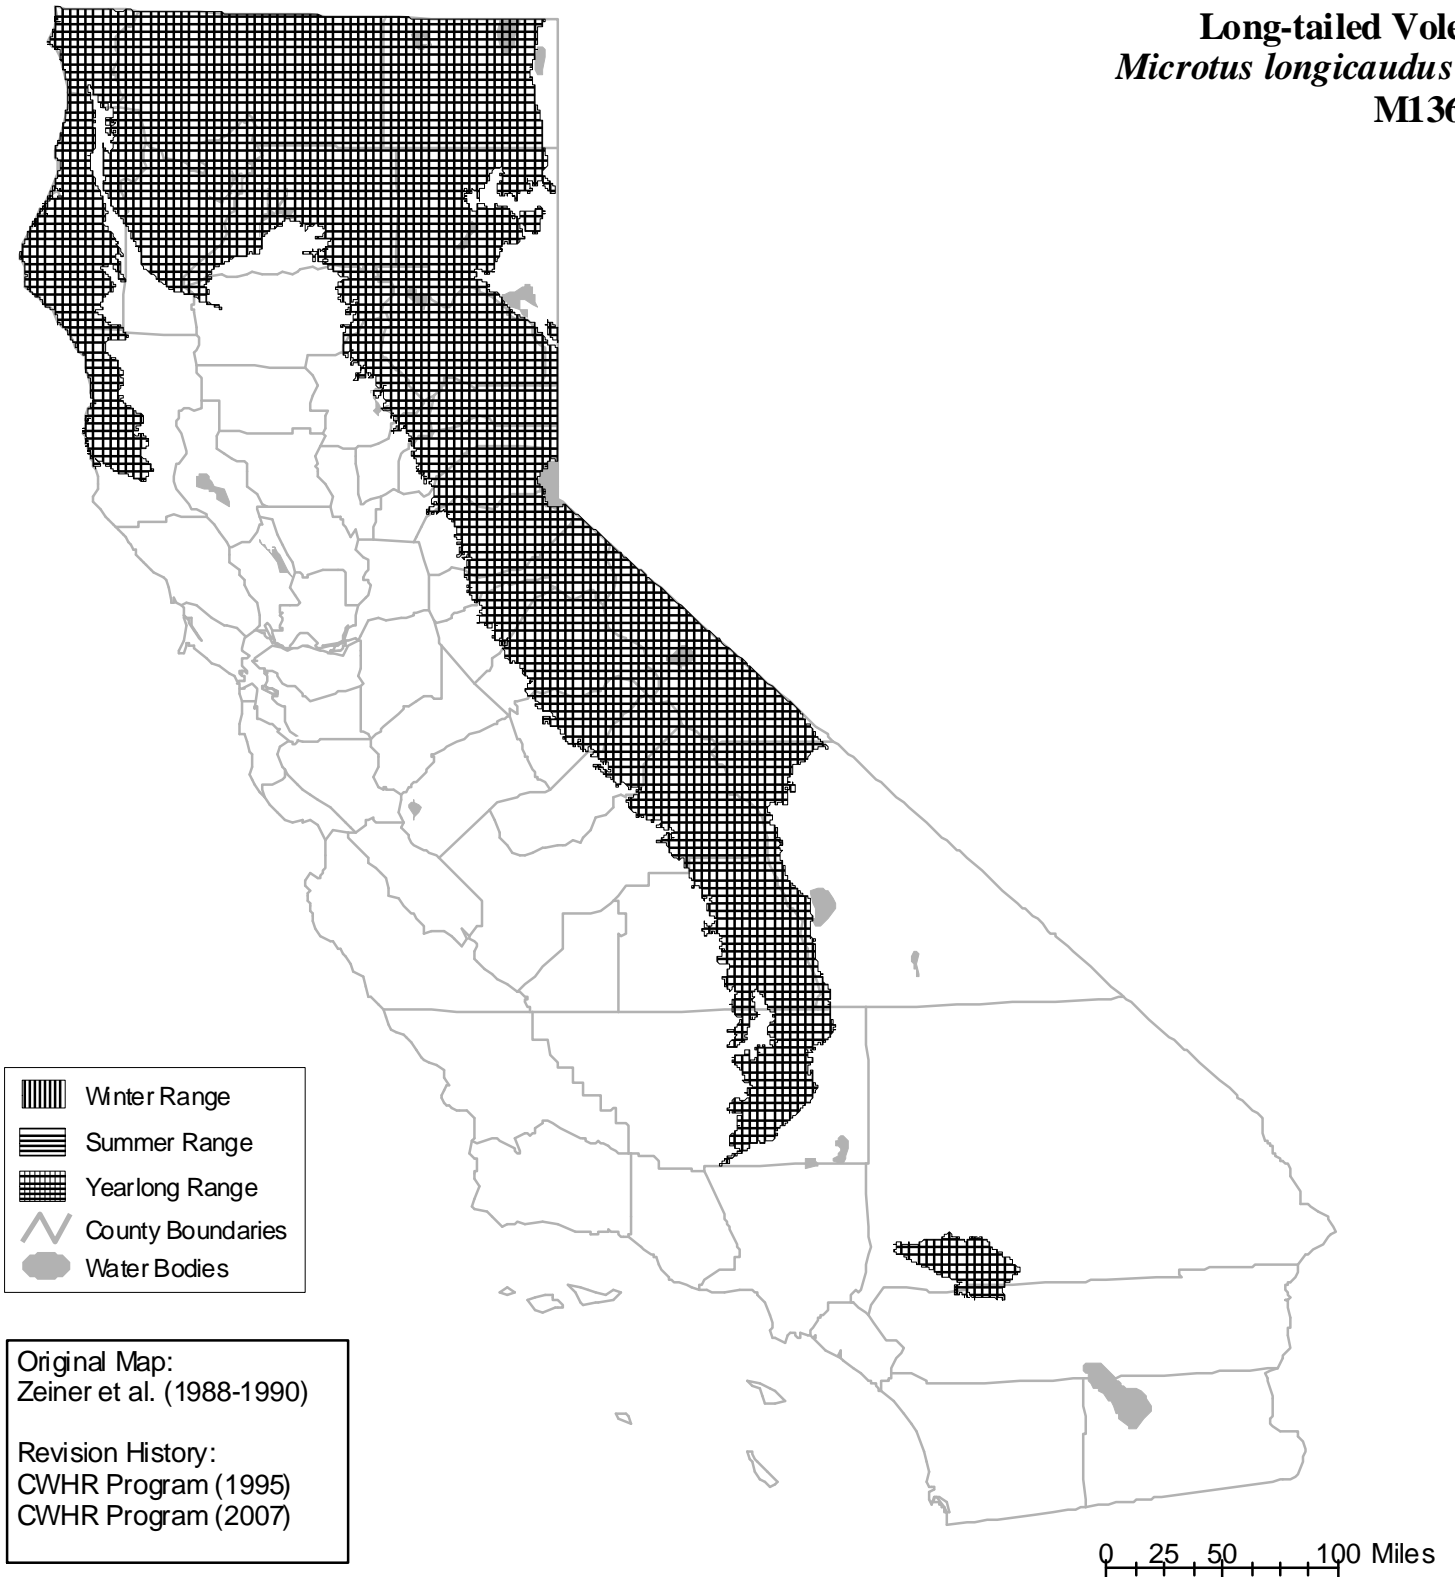 Long-tailed Vole
Microtus longicaudus
M136
Winter Range
Summer Range
Yearlong Range
County Boundaries
Water Bodies
Original Map:
Zeiner et al. (1988-1990)
Revision History:
CWHR Program (1995)
CWHR Program (2007)
0 25 50 100 Miles